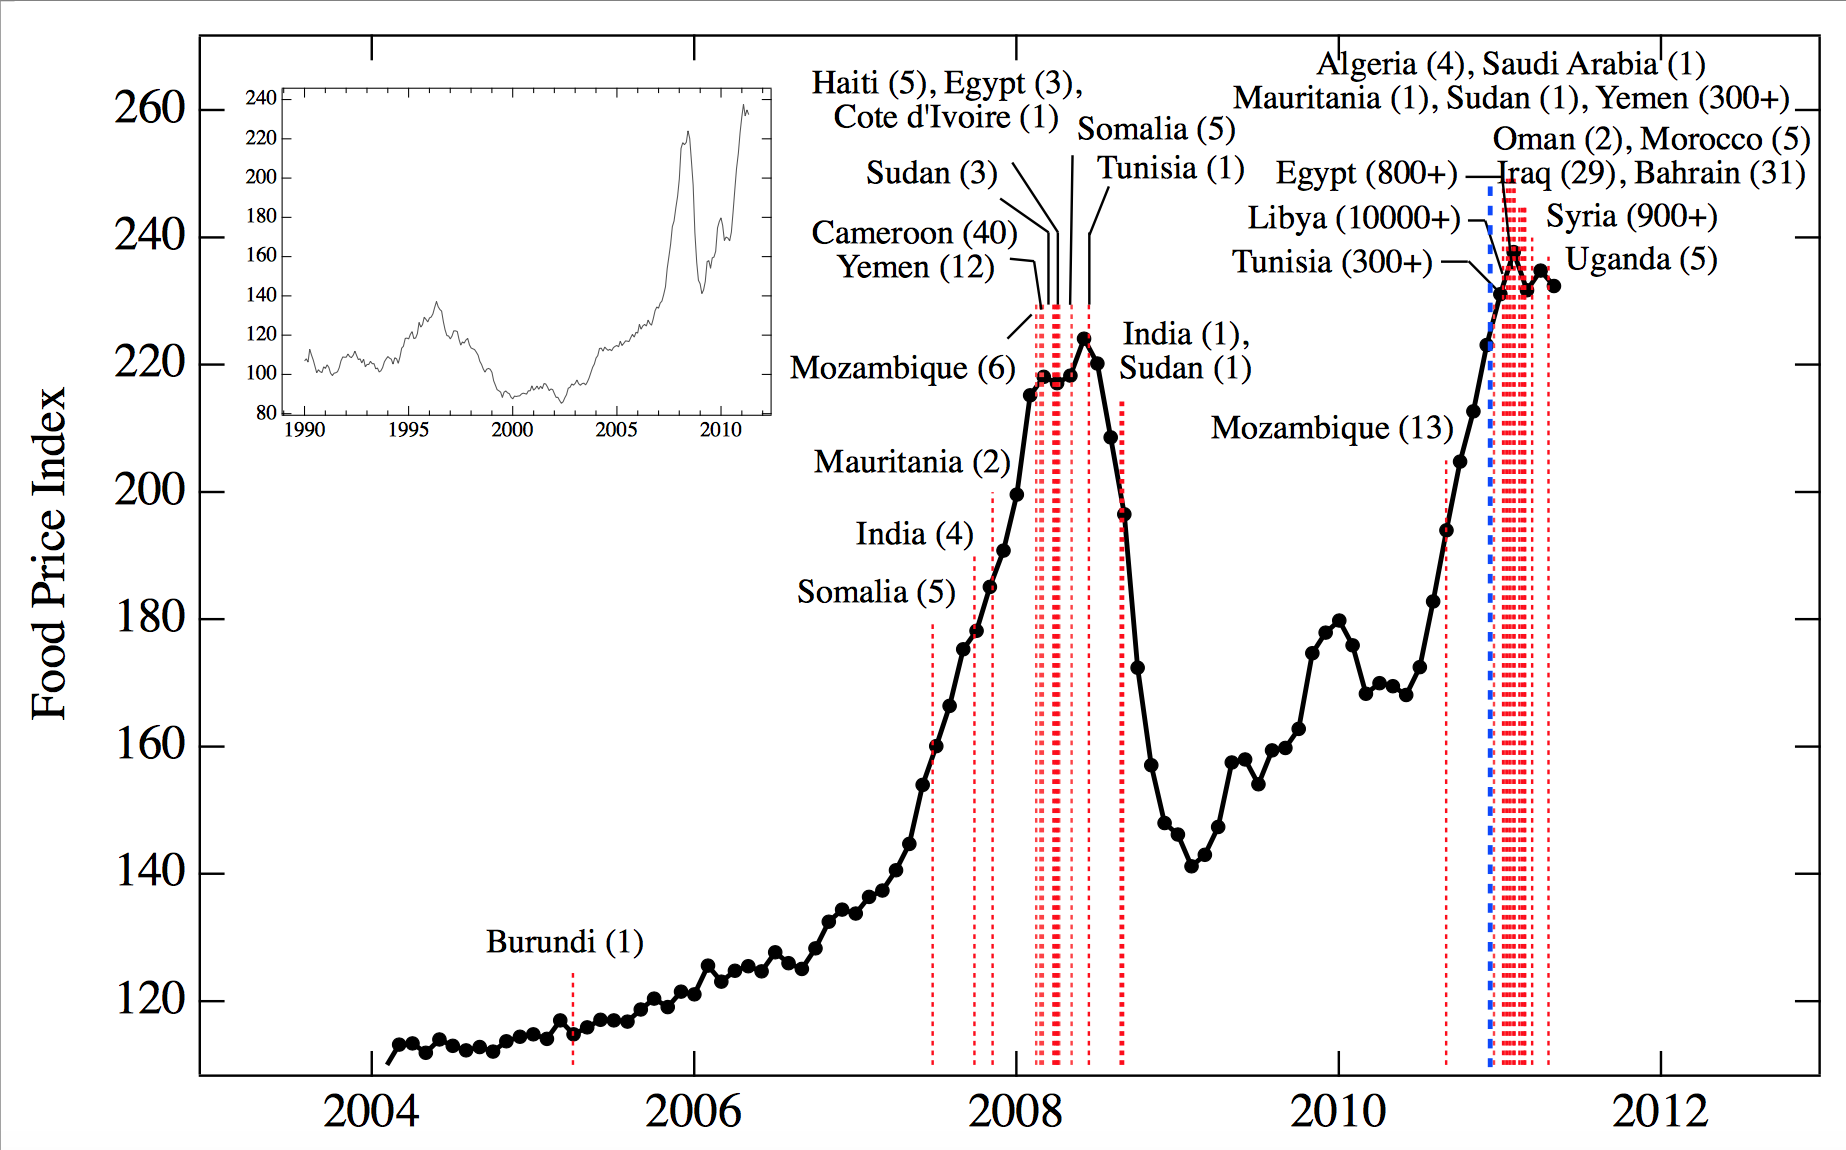 Food Price Index
260
240
220
200
180
160
140
120
2004
2006
2008
2010
2012
240
220
200
180
160
140
120
100
80
1990
1995
2000
2005
2010
Burundi (1)
Somalia (5)
India (4)
Mauritania (2)
Mozambique (6)
Cameroon (40)
Yemen (12)
Sudan (3)
Haiti (5), Egypt (3),
Cote d'Ivoire (1)
Somalia (5)
Tunisia (1)
India (1),
Sudan (1)
Mozambique (13)
Tunisia (300+)
Libya (10000+)
Egypt (800+)
Algeria (4), Saudi Arabia (1)
Mauritania (1), Sudan (1), Yemen (300+)
Oman (2), Morocco (5)
Iraq (29), Bahrain (31)
Syria (900+)
Uganda (5)